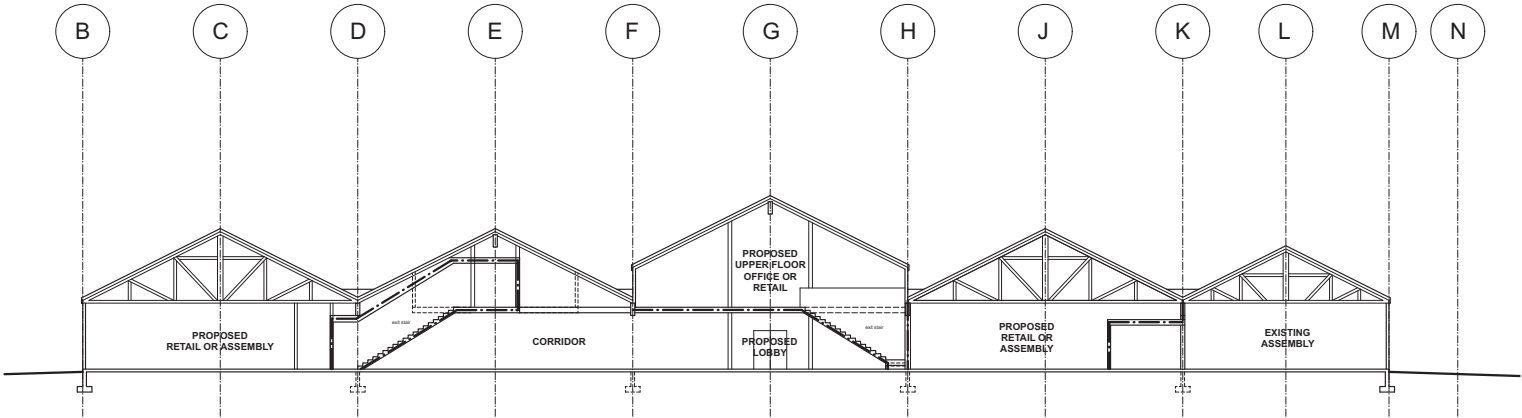 B
C
D
E
F
G
H
J
K
L
M
N
PROPOSED
UPPER FLOOR
OFFICE OR
RETAIL
PROPOSED
RETAIL OR ASSEMBLY
exit stair
CORRIDOR
PROPOSED
LOBBY
exit stair
PROPOSED
RETAIL OR
ASSEMBLY
EXISTING
ASSEMBLY